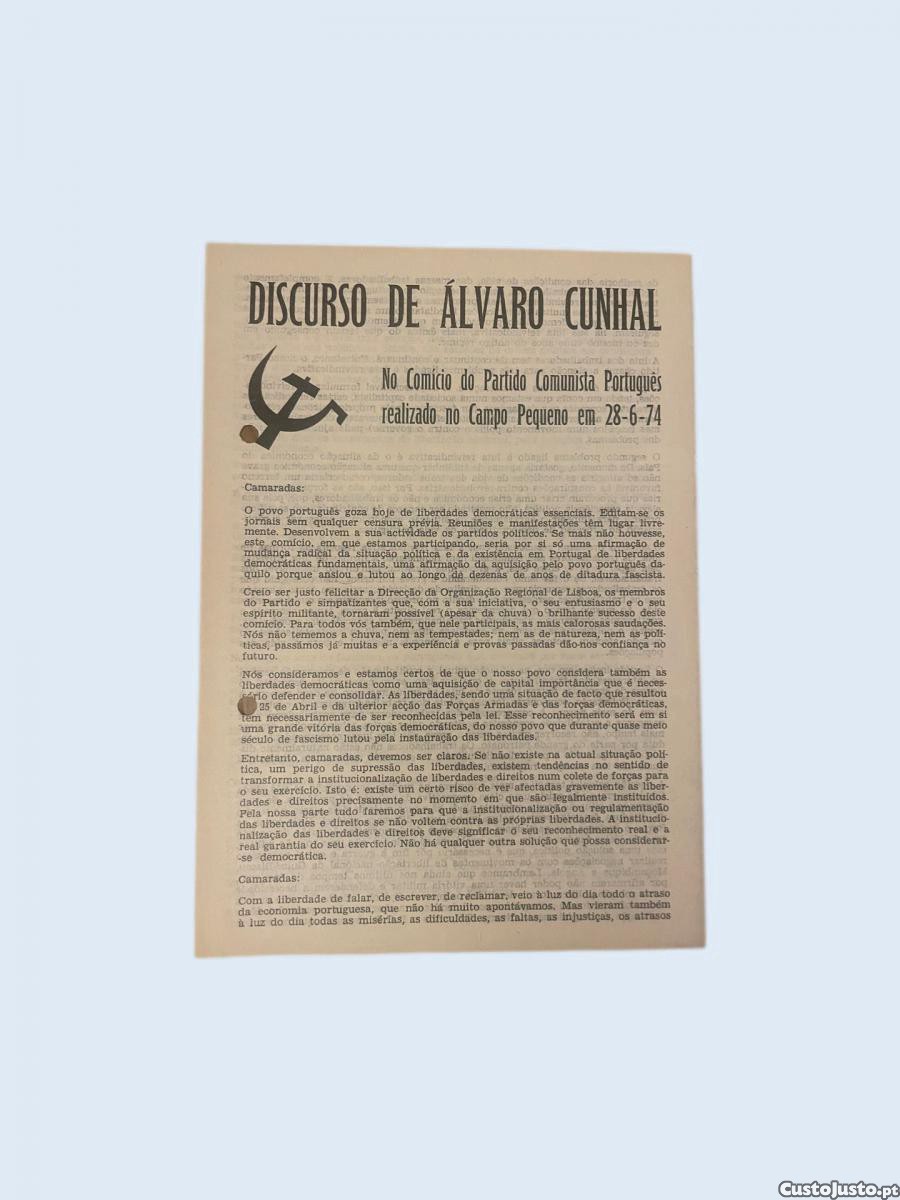 DISCURSO DE ÁLVARO CUNHAL
No Comício do Partido Comunista Português
realizado no Campo Pequeno em 28-6-74
Camaradas:
O povo português goza hoje de liberdades democráticas essenciais. Editam-se os
jornais sem qualquer censura prévia. Reuniões e manifestações têm lugar livre-
mente. Desenvolvem a sua actividade os partidos políticos. Se mais não houvesse,
este comício, em que estamos participando, seria por si só uma afirmação de
mudança radical da situação política e da existência em Portugal de liberdades
democráticas fundamentais, uma afirmação da aquisição pelo povo português da-
quilo porque ansiou e lutou ao longo de dezenas de anos de ditadura fascista.
Creio ser justo felicitar a Direcção da Organização Regional de Lisboa, os membros
do Partido e simpatizantes que, com a sua iniciativa, o seu entusiasmo e o seu
espírito militante, tornaram possível (apesar da chuva) o brilhante sucesso deste
comício. Para todos vós também, que nele participais, as mais calorosas saudações.
Nós não tememos a chuva, nem as tempestades; nem as de natureza, nem as polí-
ticas, passámos já muitas e a experiência e provas passadas dão-nos confiança no
futuro.
Nós consideramos e estamos certos de que o nosso povo considera também as
liberdades democráticas como uma aquisição de capital importância que é neces-
sário defender e consolidar. As liberdades, sendo uma situação de facto que resultou
25 de Abril e da ulterior acção das Forças Armadas e das forças democráticas,
têm necessariamente de ser reconhecidas pela lei. Esse reconhecimento será em si
uma grande vitória das forças democráticas, do nosso povo que durante quase meio
século de fascismo lutou pela instauração das liberdades.
Entretanto, camaradas, devemos ser claros. Se não existe na actual situação polí-
tica, um perigo de supressão das liberdades, existem tendências no sentido de
transformar a institucionalização de liberdades e direitos num colete de forças para
o seu exercício. Isto é: existe um certo risco de ver afectadas gravemente as liber-
dades e direitos precisamente no momento em que são legalmente instituídos.
Pela nossa parte tudo faremos para que a institucionalização ou regulamentação
das liberdades e direitos se não voltem contra as próprias liberdades. A institucio-
nalização das liberdades e direitos deve significar o seu reconhecimento real e a
real garantia do seu exercício. Não há qualquer outra solução que possa considerar-
-se democrática.
Camaradas:
Com a liberdade de falar, de escrever, de reclamar, veio à luz do dia todo o atraso
da economia portuguesa, que não há muito apontávamos. Mas vieram também
à luz do dia todas as misérias, as dificuldades, as faltas, as injustiças, os atrasos
CustoJusto.pt